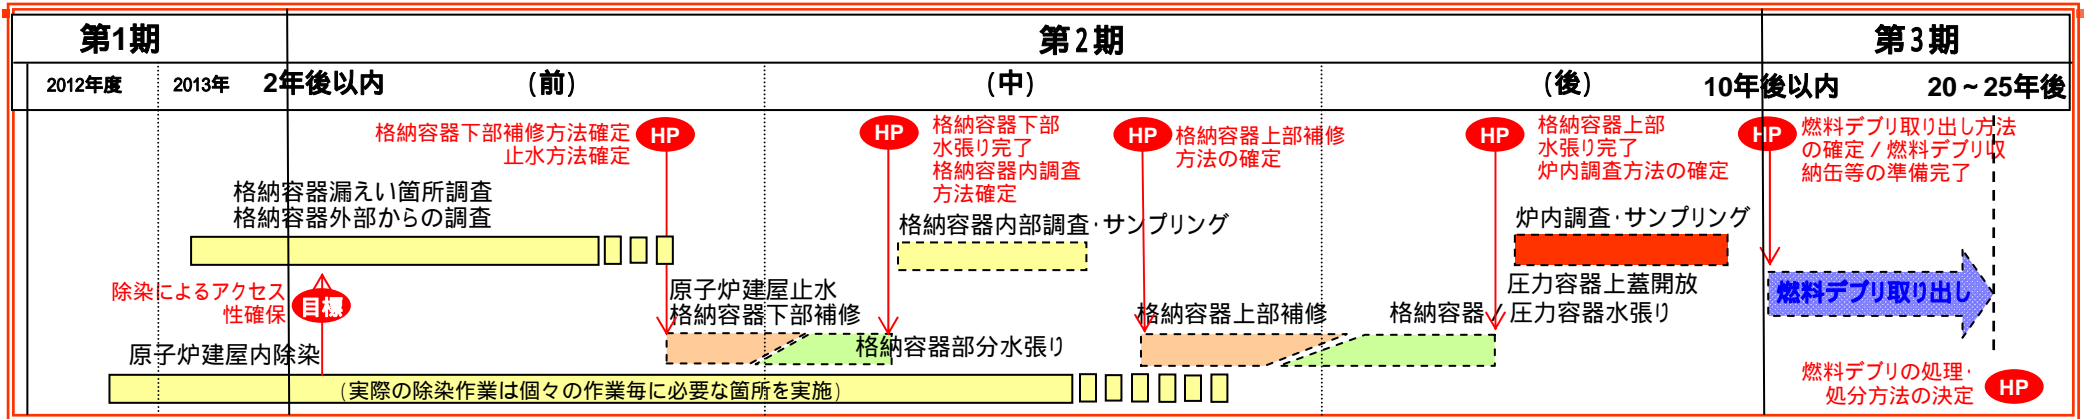 第1期
第2期
第3期
2012年度
2013年
2年後以内
(前)
(中)
(後)
10年後以内
20～25年後
格納容器下部補修方法確定
止水方法確定
HP
HP
格納容器下部
水張り完了
格納容器内調査
方法確定
HP
格納容器上部補修
方法の確定
HP
格納容器上部
水張り完了
炉内調査方法の確定
HP
燃料デブリ取り出し方法
の確定／燃料デブリ収
納缶等の準備完了
格納容器漏えい箇所調査
格納容器外部からの調査
格納容器内部調査・サンプリング
炉内調査・サンプリング
除染によるアクセス
性確保
目標
原子炉建屋止水
格納容器下部補修
格納容器部分水張り
格納容器上部補修
圧力容器上蓋開放
格納容器／圧力容器水張り
燃料デブリ取り出し
原子炉建屋内除染
(実際の除染作業は個々の作業毎に必要な箇所を実施)
燃料デブリの処理・
処分方法の決定
HP